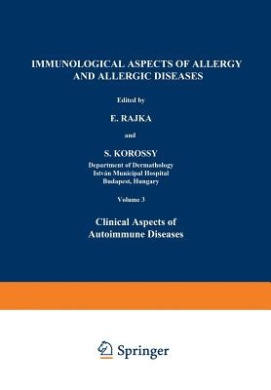 IMMUNOLOGICAL ASPECTS OF ALLERGY
AND ALLERGIC DISEASES
Edited by
E. RAJKA
and
S. KOROSSY
Department of Dermathology
István Municipal Hospital
Budapest, Hungary
Volume 3
Clinical Aspects of
Autoimmune Diseases
Springer